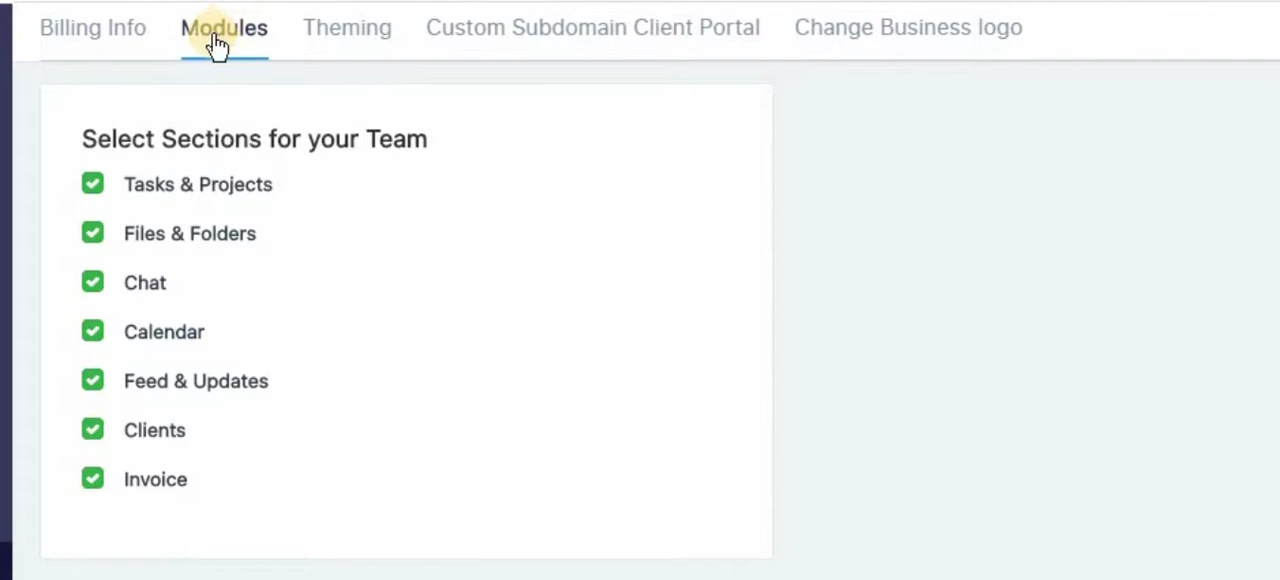 Billing Info Modules Theming Custom Subdomain Client Portal Change Business logo
Select Sections for your Team
Tasks & Projects
Files & Folders
Chat
Calendar
Feed & Updates
Clients
Invoice